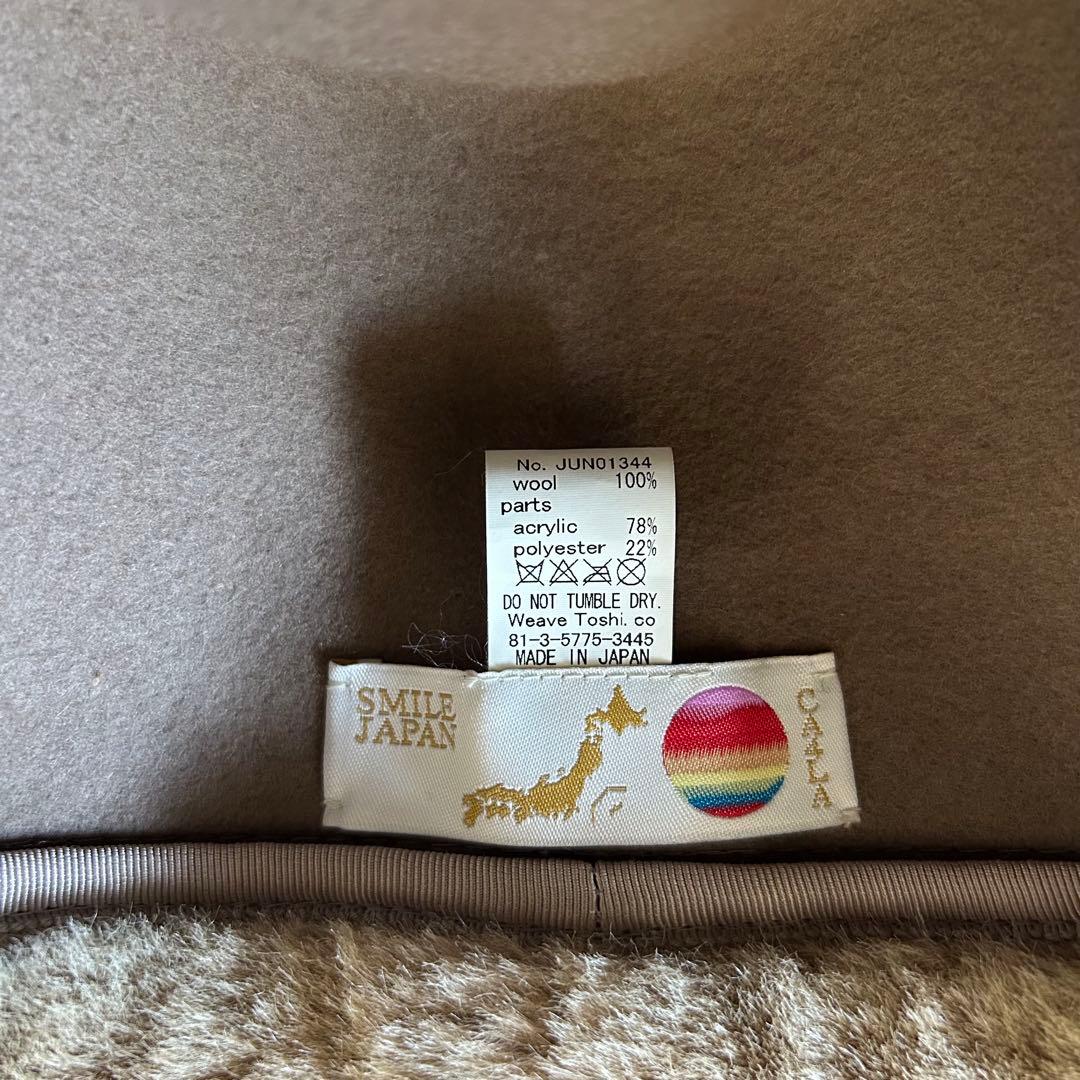 No. JUN01344
wool 100%
parts
acrylic 78%
polyester 22%
DO NOT TUMBLE DRY.
Weave Toshi. co
81-3-5775-3445
MADE IN JAPAN
SMILE
JAPAN
CA4LA